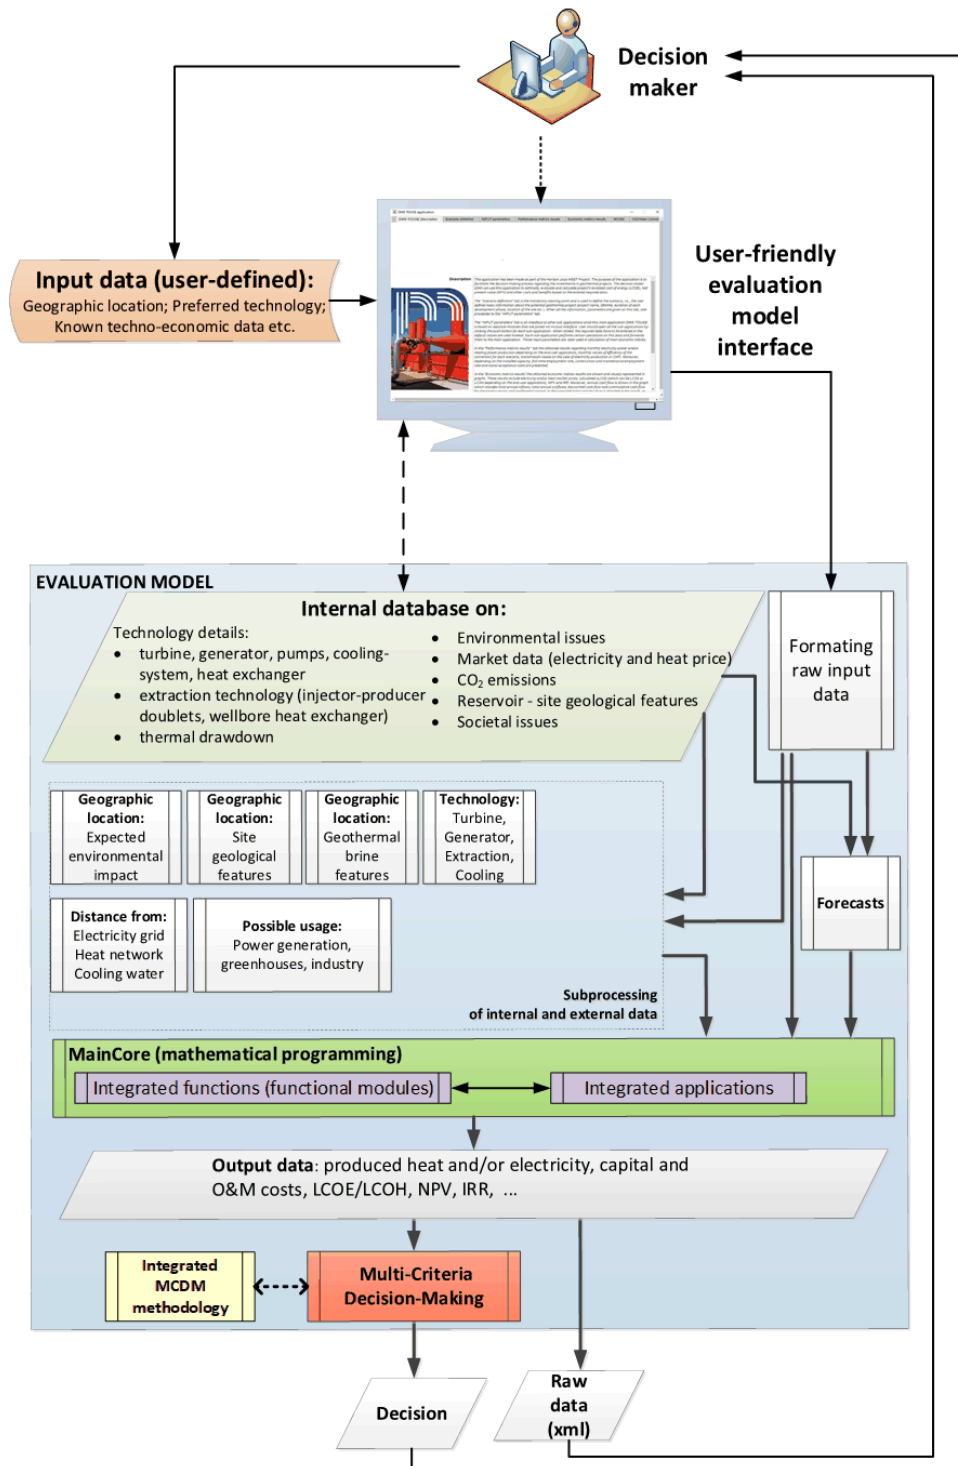 Decision
maker
User-friendly
evaluation
model
interface
Input data (user-defined):
Geographic location; Preferred technology;
Known techno-economic data etc.
Description
EVALUATION MODEL
Internal database on:
Technology details:
• turbine, generator, pumps, cooling-
system, heat exchanger
• extraction technology (injector-producer
doublets, wellbore heat exchanger)
• thermal drawdown
• Environmental issues
• Market data (electricity and heat price)
• CO2 emissions
• Reservoir - site geological features
• Societal issues
Formating
raw input
data
Geographic
location:
Expected
environmental
impact
Geographic
location:
Site
geological
features
Geographic
location:
Geothermal
brine
features
Technology:
Turbine,
Generator,
Extraction,
Cooling
Distance from:
Electricity grid
Heat network
Cooling water
Possible usage:
Power generation,
greenhouses, industry
Forecasts
Subprocessing
of internal and external data
MainCore (mathematical programming)
Integrated functions (functional modules)
Integrated applications
Output data: produced heat and/or electricity, capital and
O&M costs, LCOE/LCOH, NPV, IRR, ...
Integrated
MCDM
methodology
Multi-Criteria
Decision-Making
Decision
Raw
data
(xml)